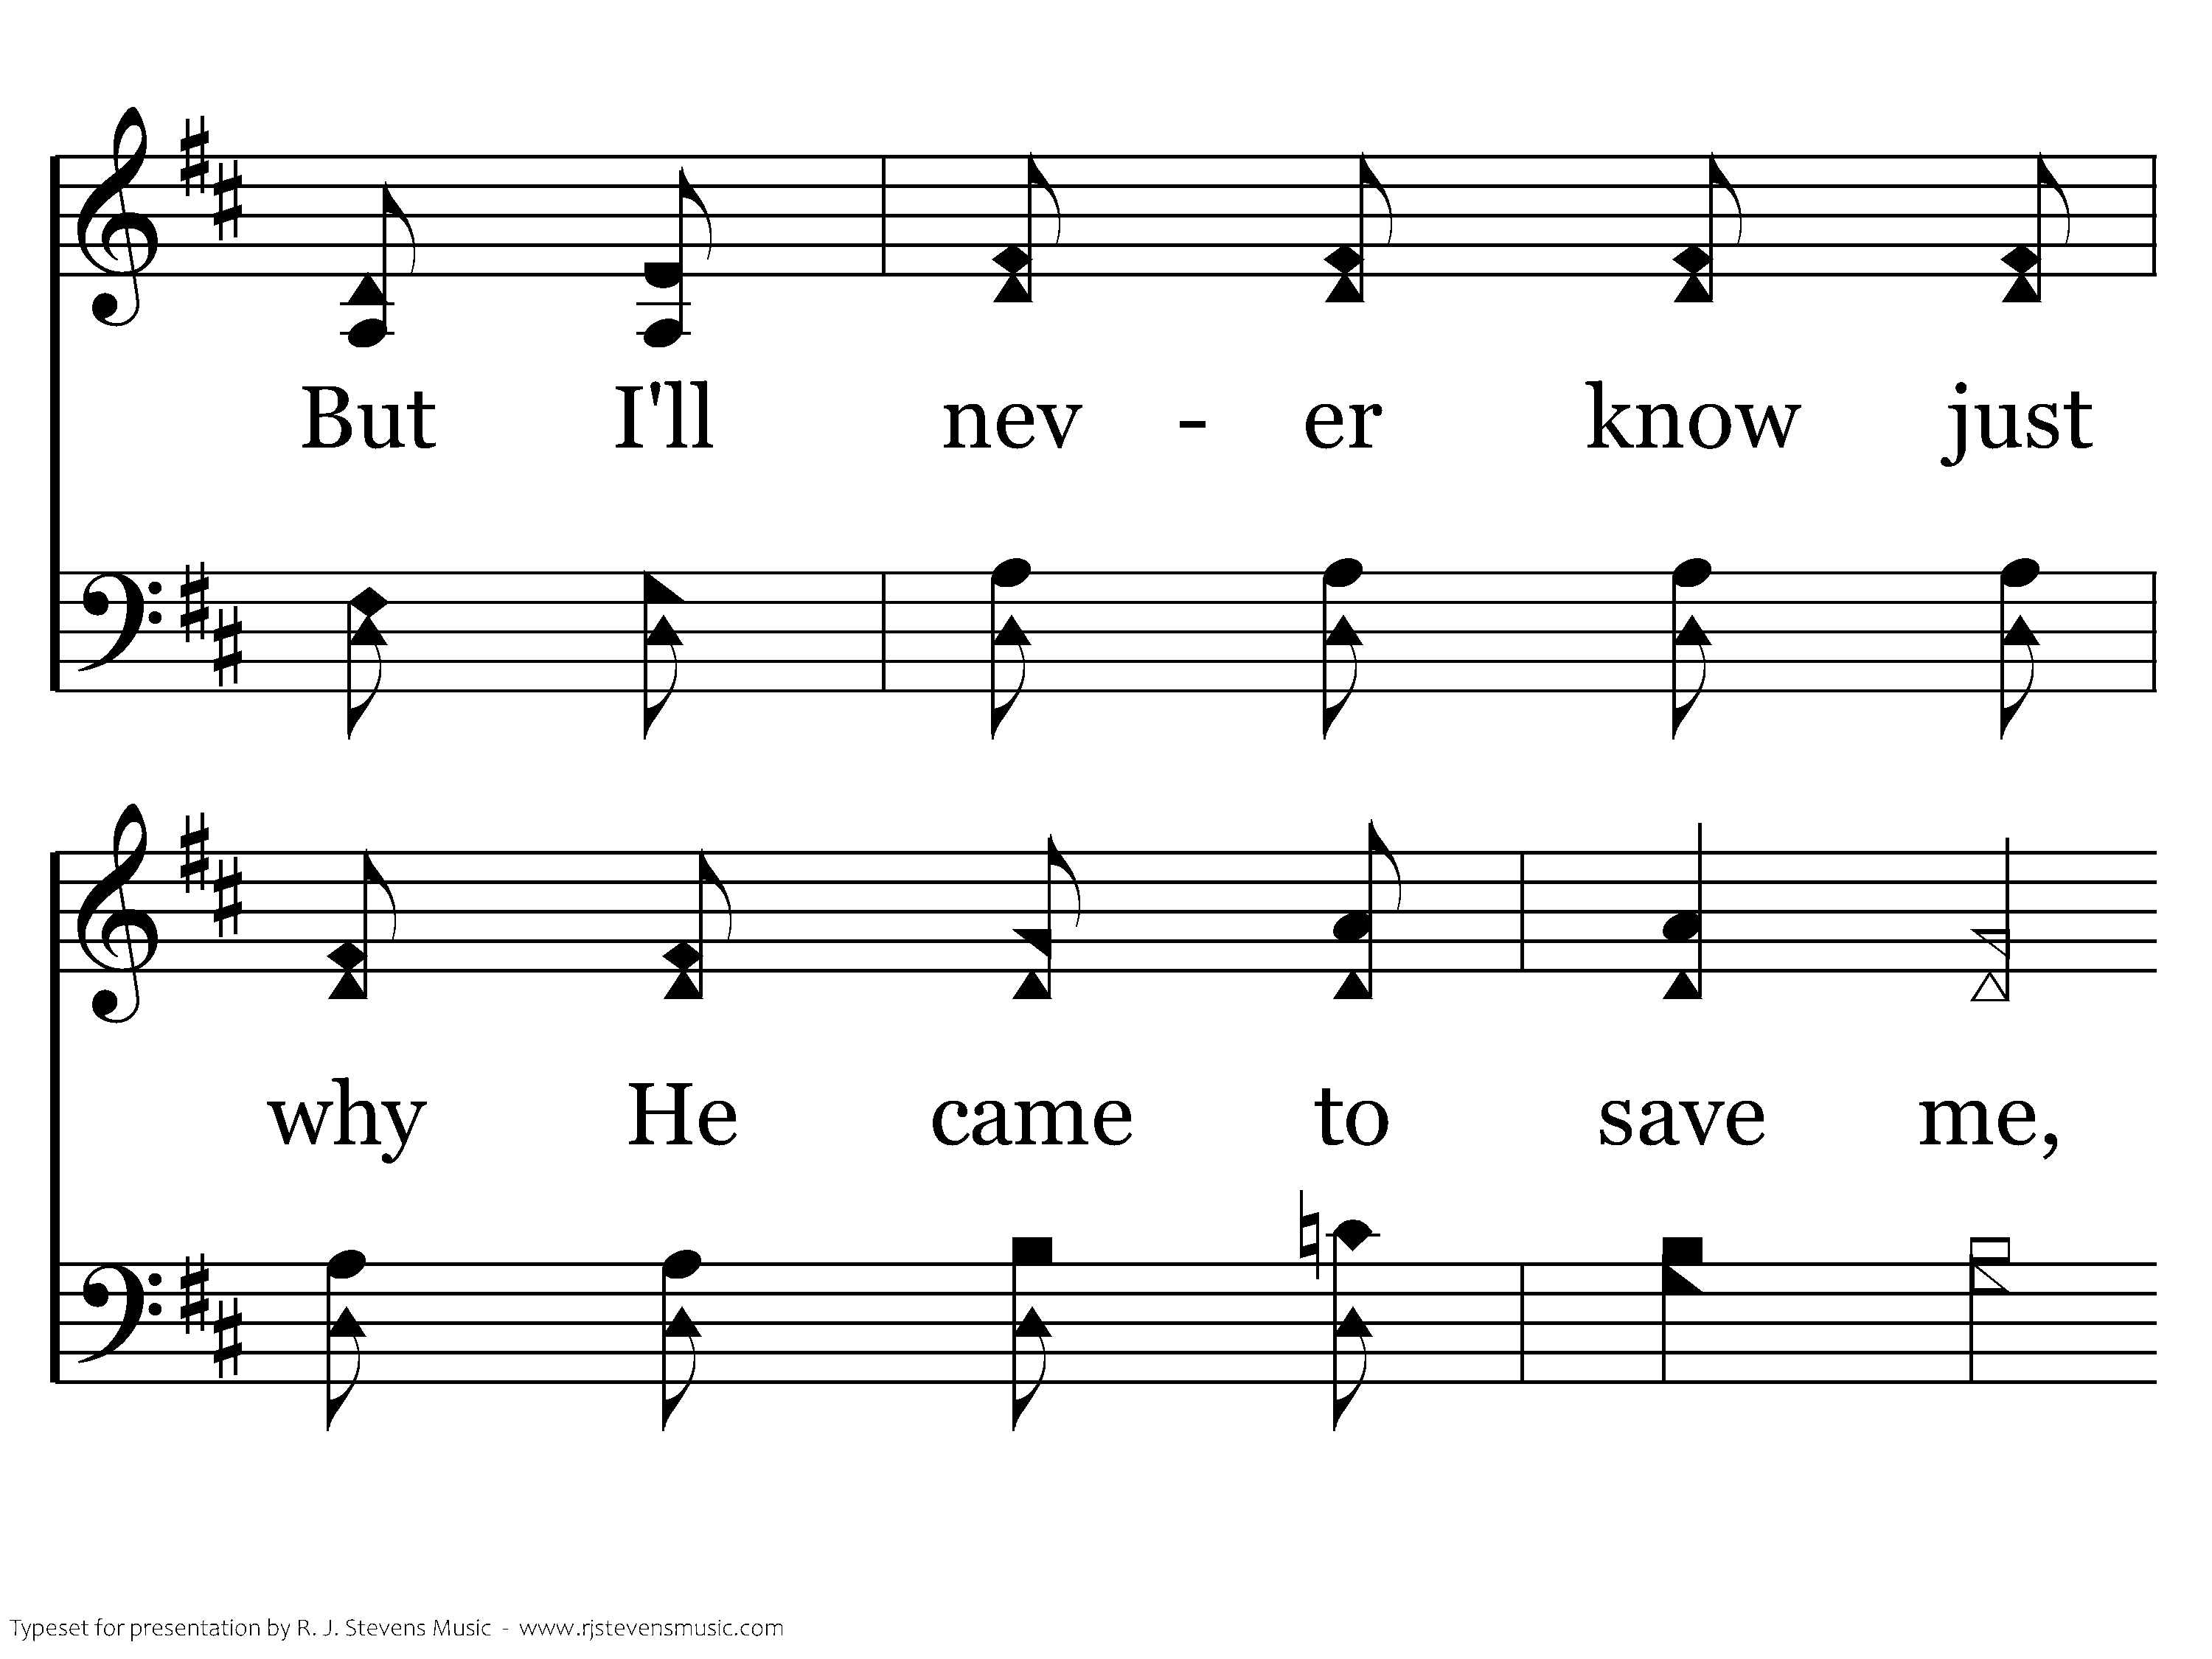 But I'll nev - er know just
why He came to save me,
Typeset for presentation by R. J. Stevens Music - www.rjstevensmusic.com